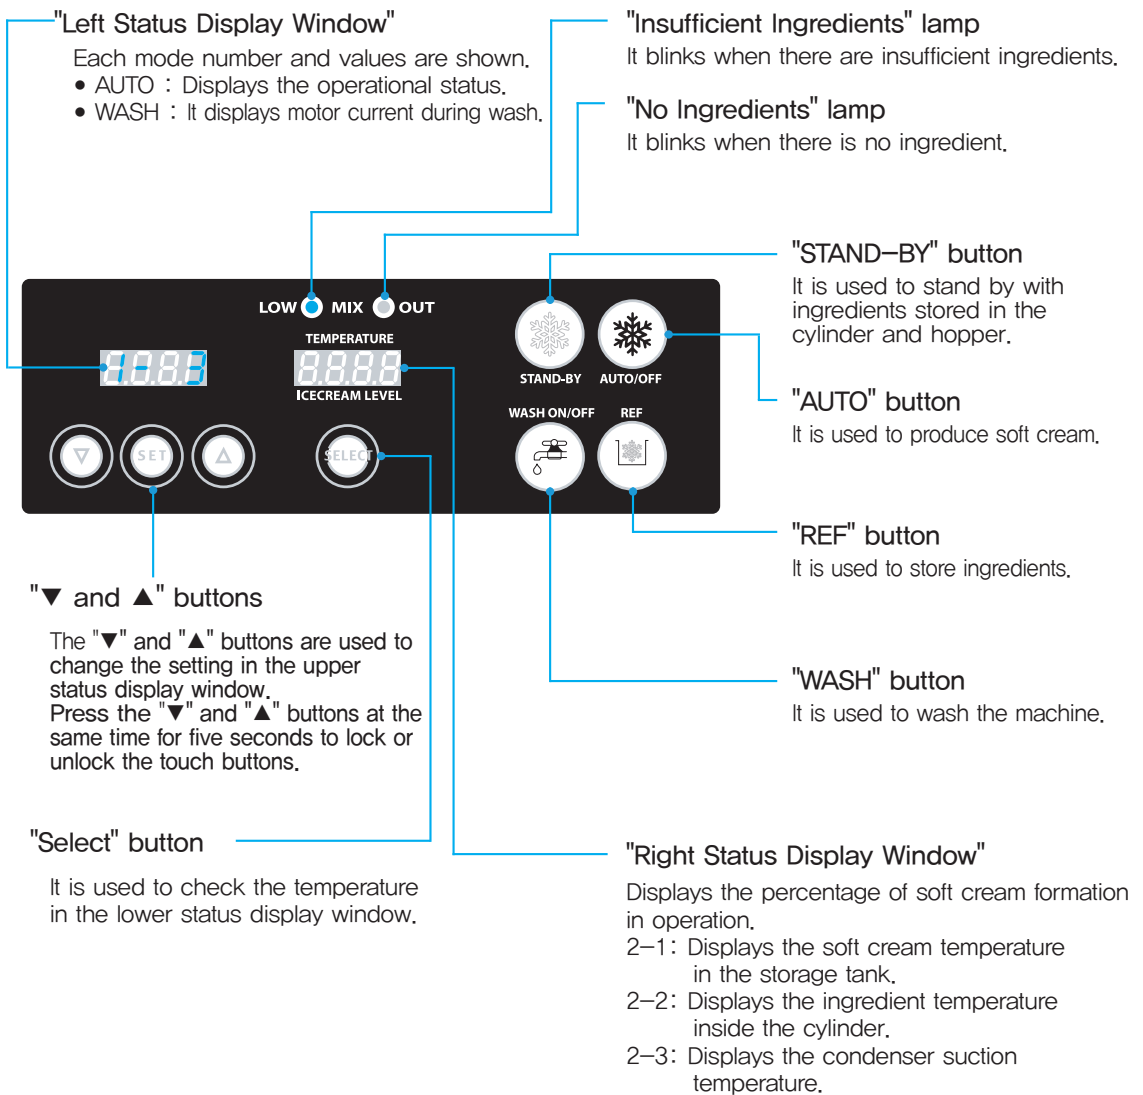 "Left Status Display Window"
Each mode number and values are shown.
• AUTO : Displays the operational status.
• WASH : It displays motor current during wash.
"Insufficient Ingredients" lamp
It blinks when there are insufficient ingredients.
"No Ingredients" lamp
It blinks when there is no ingredient.
"STAND-BY" button
It is used to stand by with
ingredients stored in the
cylinder and hopper.
"AUTO" button
It is used to produce soft cream.
"REF" button
It is used to store ingredients.
"WASH" button
It is used to wash the machine.
LOW MIX OUT
TEMPERATURE
1-3
8.8.8.8
ICECREAM LEVEL
STAND-BY AUTO/OFF
WASH ON/OFF REF
▽ SET △ SELECT
"▼ and ▲" buttons
The "▼" and "▲" buttons are used to
change the setting in the upper
status display window.
Press the "▼" and "▲" buttons at the
same time for five seconds to lock or
unlock the touch buttons.
"Select" button
It is used to check the temperature
in the lower status display window.
"Right Status Display Window"
Displays the percentage of soft cream formation
in operation.
2-1: Displays the soft cream temperature
in the storage tank.
2-2: Displays the ingredient temperature
inside the cylinder.
2-3: Displays the condenser suction
temperature.